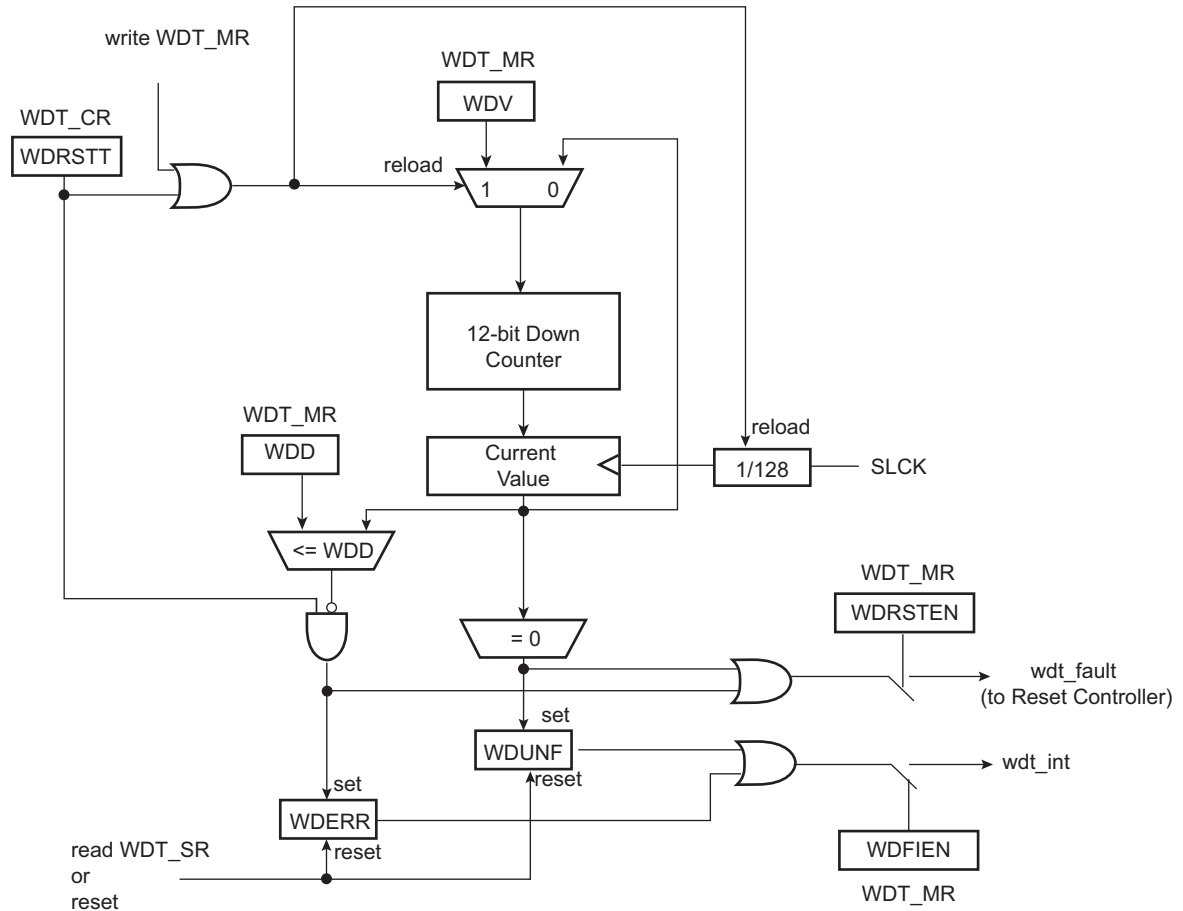 write WDT_MR
WDT_MR
WDV
WDT_CR
WDRSTT
reload
1 0
12-bit Down
Counter
WDT_MR
WDD
reload
Current
Value
1/128
SLCK
<= WDD
WDT_MR
WDRSTEN
= 0
wdt_fault
(to Reset Controller)
set
WDUNF
reset
wdt_int
set
WDERR
reset
read WDT_SR
or
reset
WDFIEN
WDT_MR